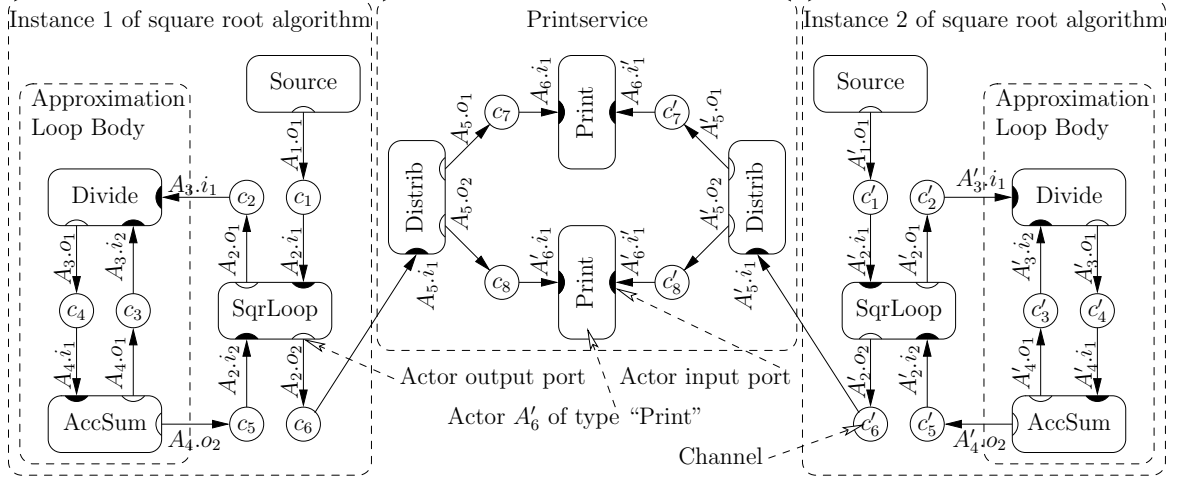 Instance 1 of square root algorithm
Printservice
Instance 2 of square root algorithm
Approximation
Loop Body
Source
Divide
SqrLoop
AccSum
A₁.o₁
A₃.i₁
c₂
c₁
A₃.o₁
A₃.i₂
A₂.o₁
A₂.i₁
c₄
c₃
A₄.i₁
A₄.o₁
A₂.i₂
A₂.o₂
A₄.o₂
c₅
c₆
Distrib
A₅.o₁
c₇
A₆.i₁
Print
A₆.i′₁
c′₇
A′₅.o₁
Distrib
A₅.o₂
A′₅.o₂
A₅.i₁
c₈
A′₆.i₁
Print
A′₆.i′₁
c′₈
A′₅.i₁
Actor output port
Actor input port
Actor A′₆ of type “Print”
Channel
Source
Approximation
Loop Body
Divide
SqrLoop
AccSum
A′₁.o₁
c′₁
c′₂
A′₃.i₁
A′₂.i₁
A′₂.o₁
A′₃.i₂
A′₃.o₁
c′₃
c′₄
A′₂.o₂
A′₂.i₂
A′₄.o₁
A′₄.i₁
c′₆
c′₅
A′₄.o₂